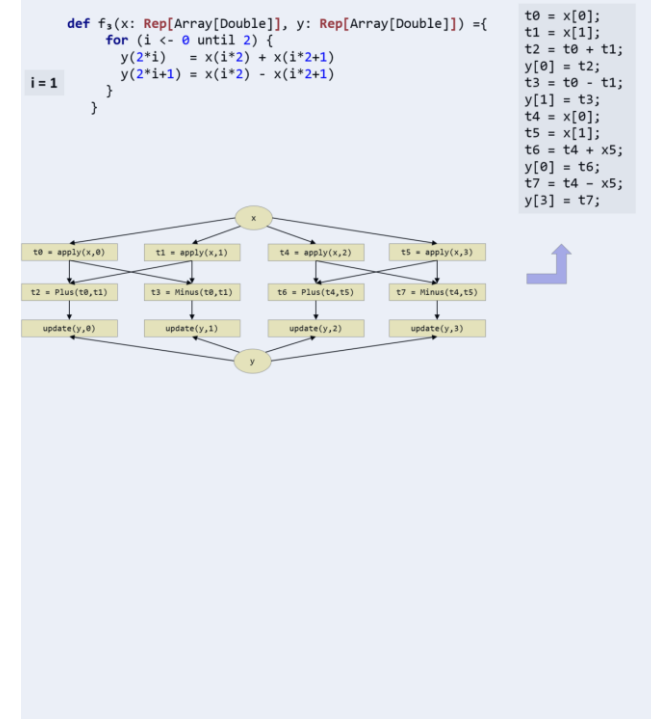 def f₃(x: Rep[Array[Double]], y: Rep[Array[Double]]) ={
for (i <- 0 until 2) {
y(2*i)   = x(i*2) + x(i*2+1)
y(2*i+1) = x(i*2) - x(i*2+1)
}
}
i = 1
t0 = x[0];
t1 = x[1];
t2 = t0 + t1;
y[0] = t2;
t3 = t0 - t1;
y[1] = t3;
t4 = x[0];
t5 = x[1];
t6 = t4 + x5;
y[0] = t6;
t7 = t4 – x5;
y[3] = t7;
x
t0 = apply(x,0)
t1 = apply(x,1)
t4 = apply(x,2)
t5 = apply(x,3)
t2 = Plus(t0,t1)
t3 = Minus(t0,t1)
t6 = Plus(t4,t5)
t7 = Minus(t4,t5)
update(y,0)
update(y,1)
update(y,2)
update(y,3)
y